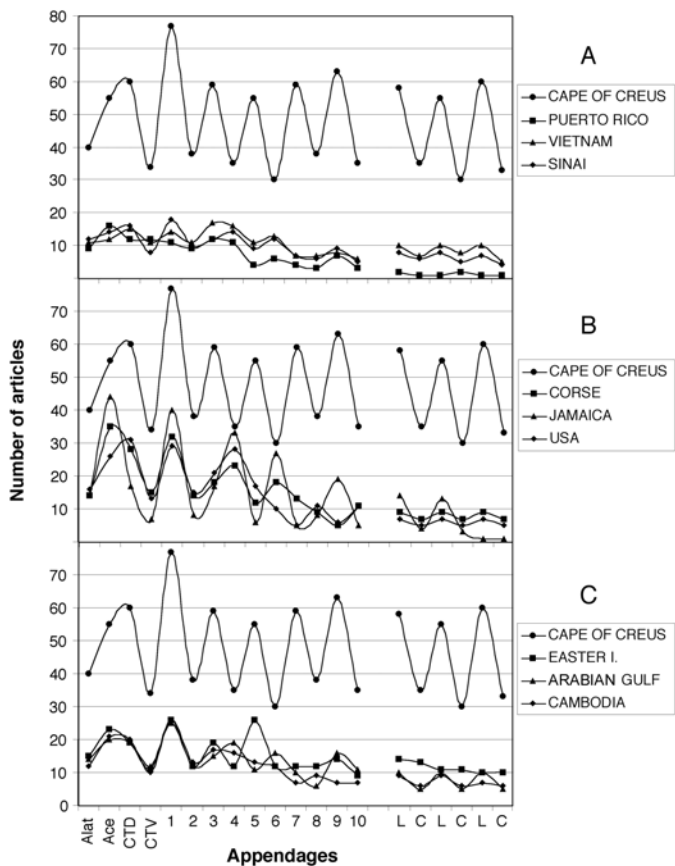 80
70
60
50
40
30
20
10
A
CAPE OF CREUS
PUERTO RICO
VIETNAM
SINAI
70
60
50
40
30
20
10
B
CAPE OF CREUS
CORSE
JAMAICA
USA
Number of articles
70
60
50
40
30
20
10
0
C
CAPE OF CREUS
EASTER I.
ARABIAN GULF
CAMBODIA
Alat Ace CTD CTV 1 2 3 4 5 6 7 8 9 10 L C L C L C
Appendages